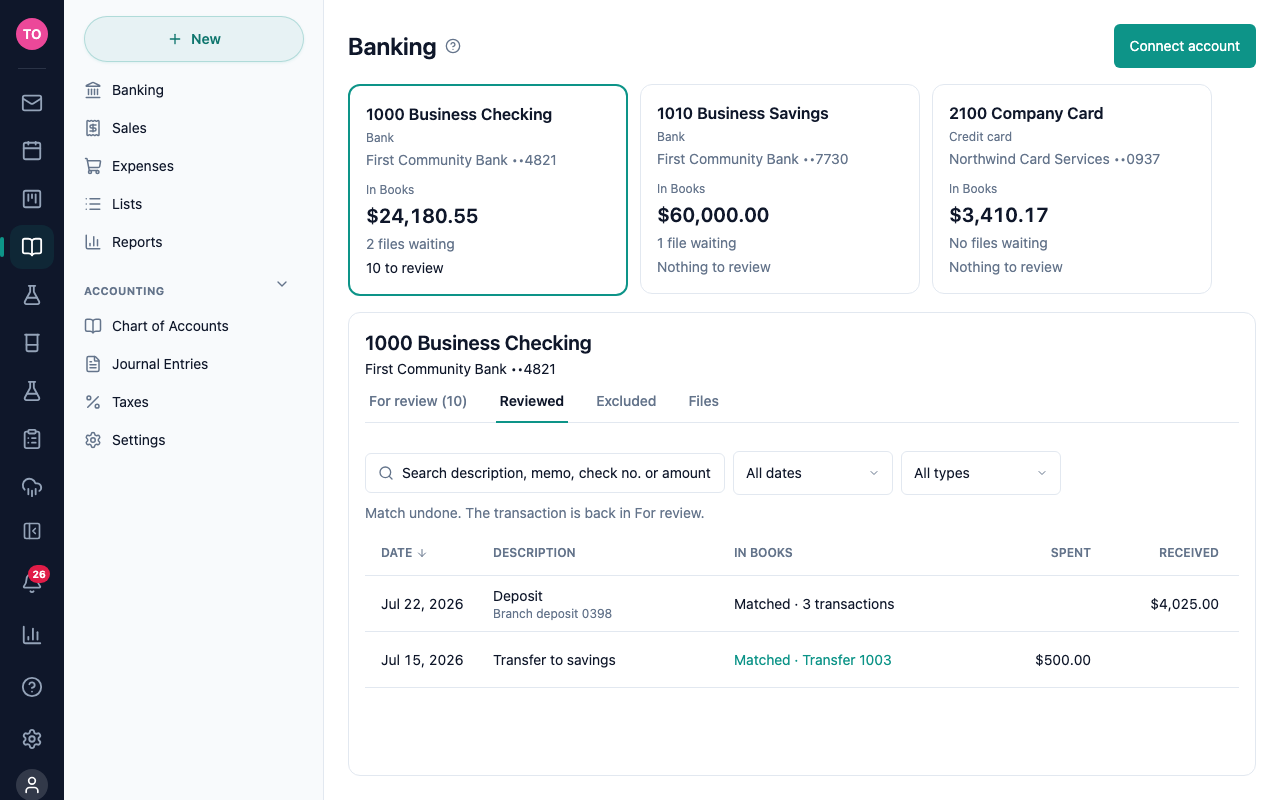 TO
26
New
Banking
Sales
Expenses
Lists
Reports
ACCOUNTING
Chart of Accounts
Journal Entries
Taxes
Settings
Banking
Connect account
1000 Business Checking
Bank
First Community Bank ••4821
In Books
$24,180.55
2 files waiting
10 to review
1010 Business Savings
Bank
First Community Bank ••7730
In Books
$60,000.00
1 file waiting
Nothing to review
2100 Company Card
Credit card
Northwind Card Services ••0937
In Books
$3,410.17
No files waiting
Nothing to review
1000 Business Checking
First Community Bank ••4821
For review (10) Reviewed Excluded Files
Search description, memo, check no. or amount All dates All types
Match undone. The transaction is back in For review.
DATE DESCRIPTION IN BOOKS SPENT RECEIVED
Jul 22, 2026 Deposit Matched · 3 transactions $4,025.00
Branch deposit 0398
Jul 15, 2026 Transfer to savings Matched · Transfer 1003 $500.00